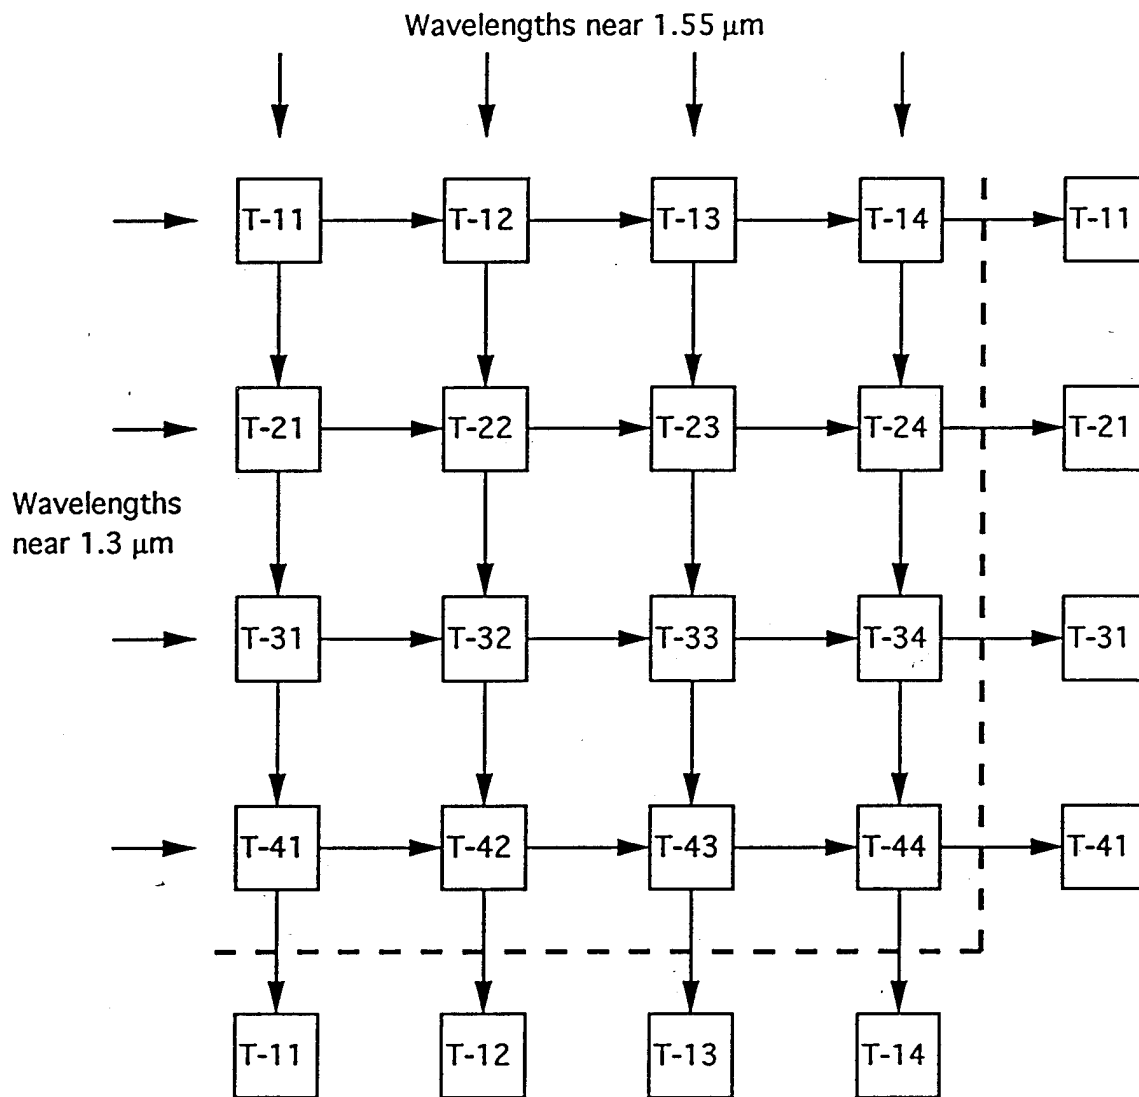 Wavelengths near 1.55 μm
T-11 T-12 T-13 T-14 T-11
T-21 T-22 T-23 T-24 T-21
Wavelengths
near 1.3 μm
T-31 T-32 T-33 T-34 T-31
T-41 T-42 T-43 T-44 T-41
T-11 T-12 T-13 T-14